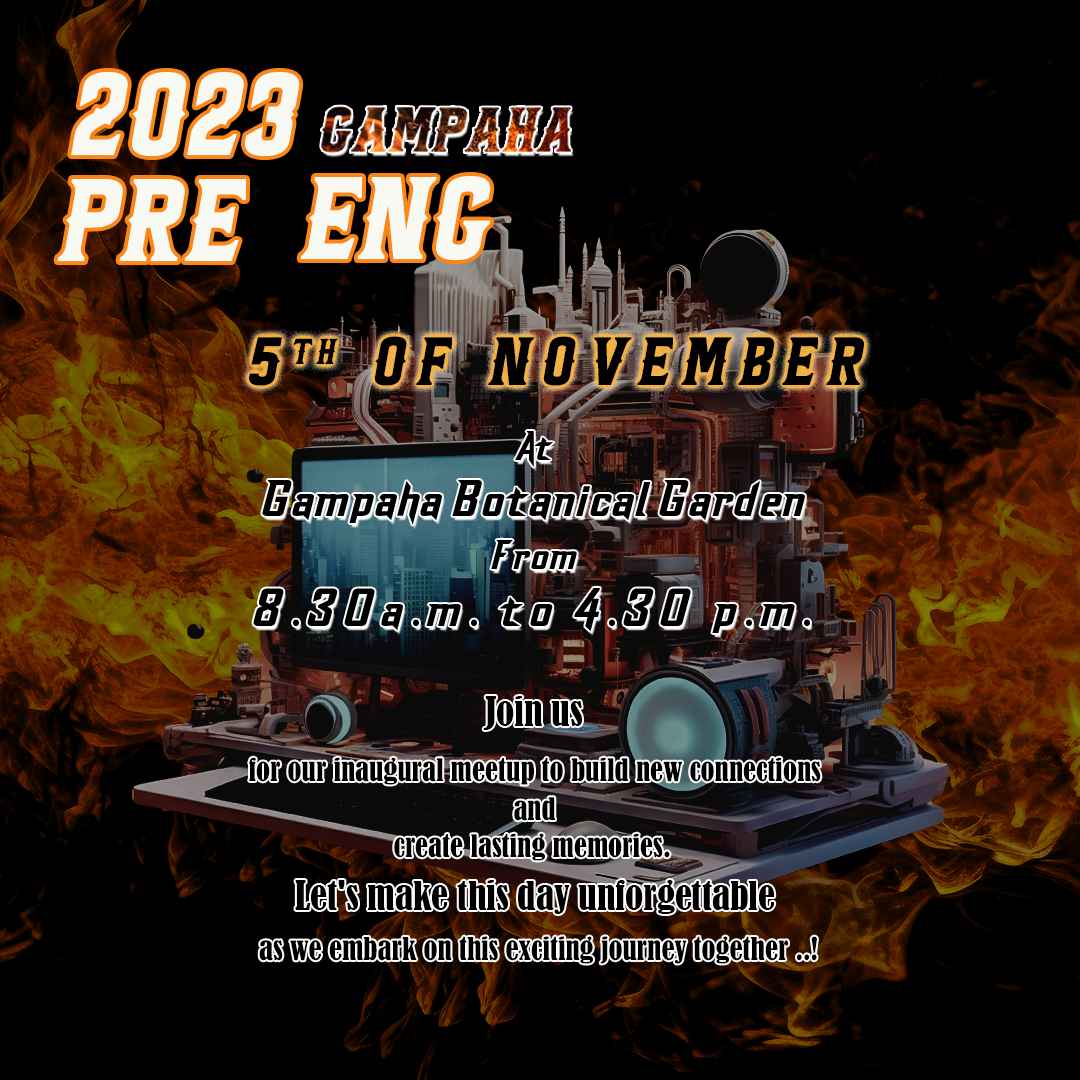 2023 GAMPAHA
PRE ENG
5TH OF NOVEMBER
At
Gampaha Botanical Garden
From
8.30a.m. to 4.30 p.m.
Join us
for our inaugural meetup to build new connections
and
create lasting memories.
Let's make this day unforgettable
as we embark on this exciting journey together ..!